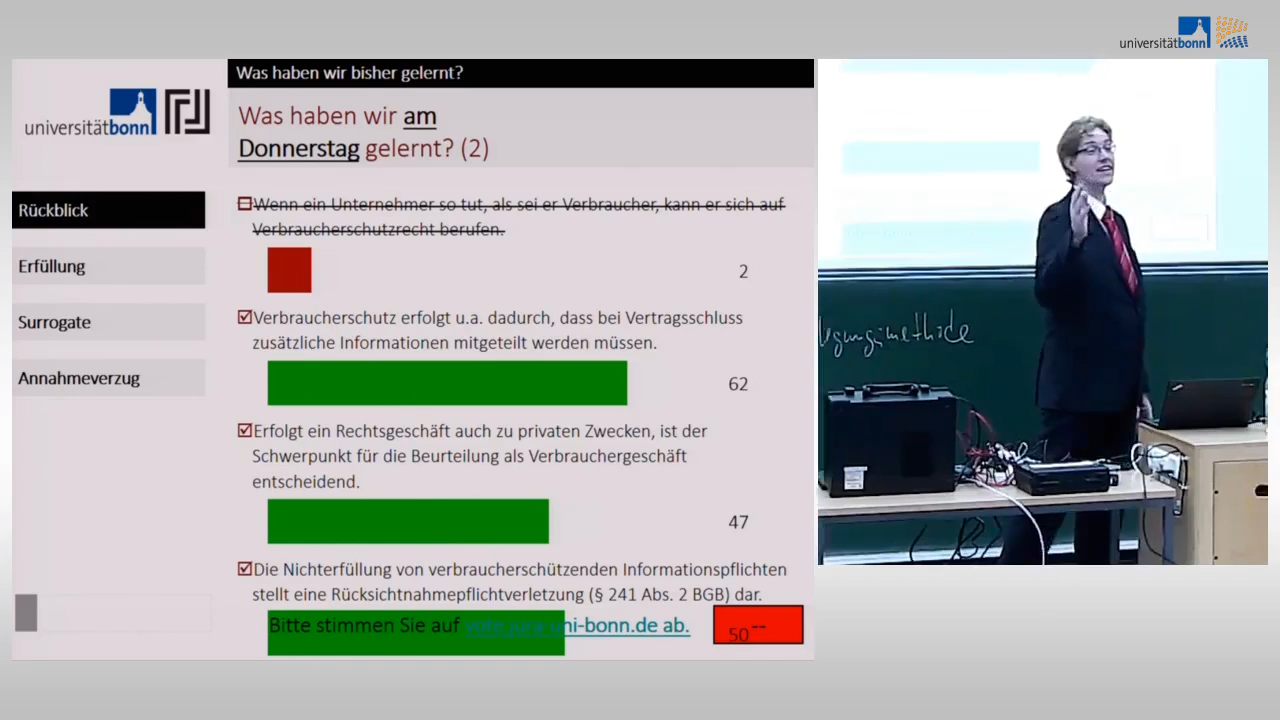 universitätbonn
Was haben wir bisher gelernt?
universitätbonn
Was haben wir am
Donnerstag gelernt? (2)
Rückblick
Erfüllung
Surrogate
Annahmeverzug
Wenn ein Unternehmer so tut, als sei er Verbraucher, kann er sich auf
Verbraucherschutzrecht berufen.
2
Verbraucherschutz erfolgt u.a. dadurch, dass bei Vertragsschluss
zusätzliche Informationen mitgeteilt werden müssen.
62
Erfolgt ein Rechtsgeschäft auch zu privaten Zwecken, ist der
Schwerpunkt für die Beurteilung als Verbrauchergeschäft
entscheidend.
47
Die Nichterfüllung von verbraucherschützenden Informationspflichten
stellt eine Rücksichtnahmepflichtverletzung (§ 241 Abs. 2 BGB) dar.
Bitte stimmen Sie auf vote.jura-uni-bonn.de ab.
50 --